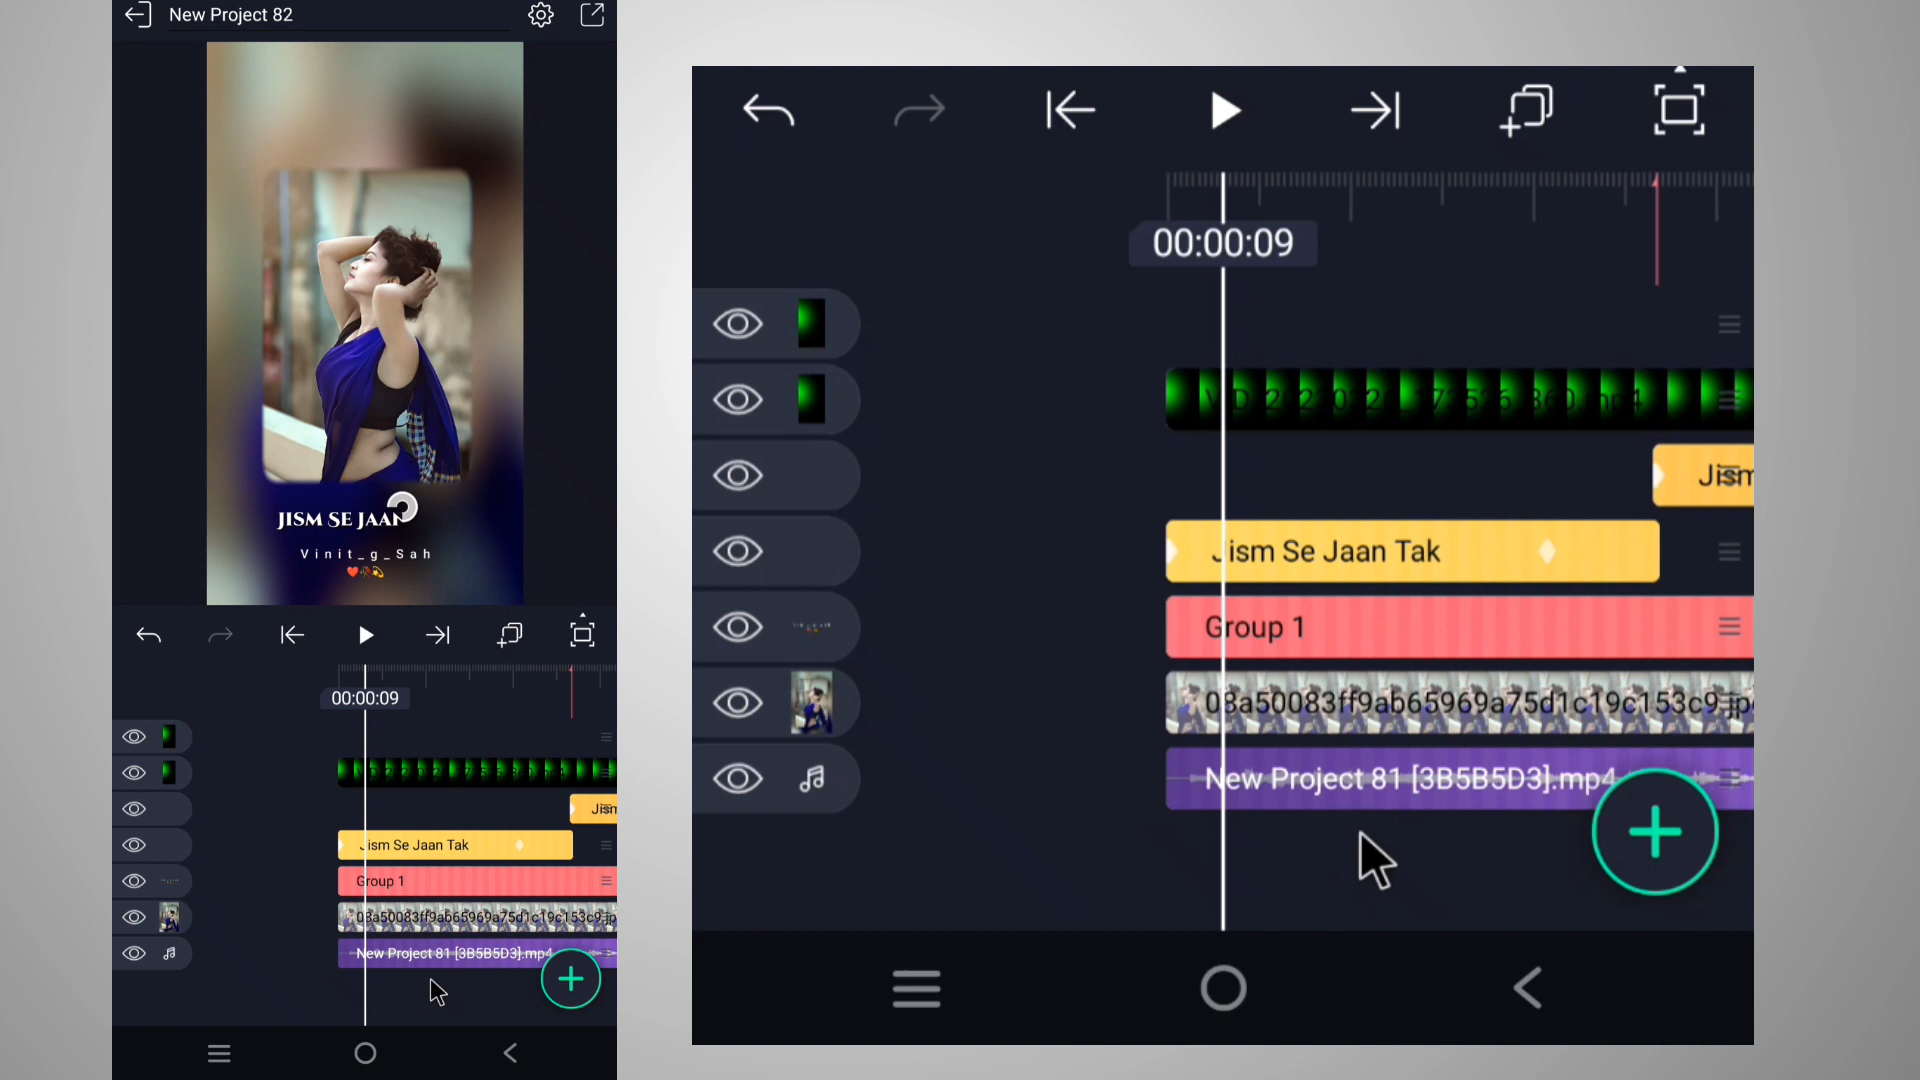 New Project 82
JISM SE JAAN
Vinit_g_Sah
00:00:09
Jism
Jism Se Jaan Tak
Group 1
03a50083ff9ab65969a75d1c19c153c9.jp
New Project 81 [3B5B5D3].mp4
00:00:09
Jism
Jism Se Jaan Tak
Group 1
03a50083ff9ab65969a75d1c19c153c9.jp
New Project 81 [3B5B5D3].mp4